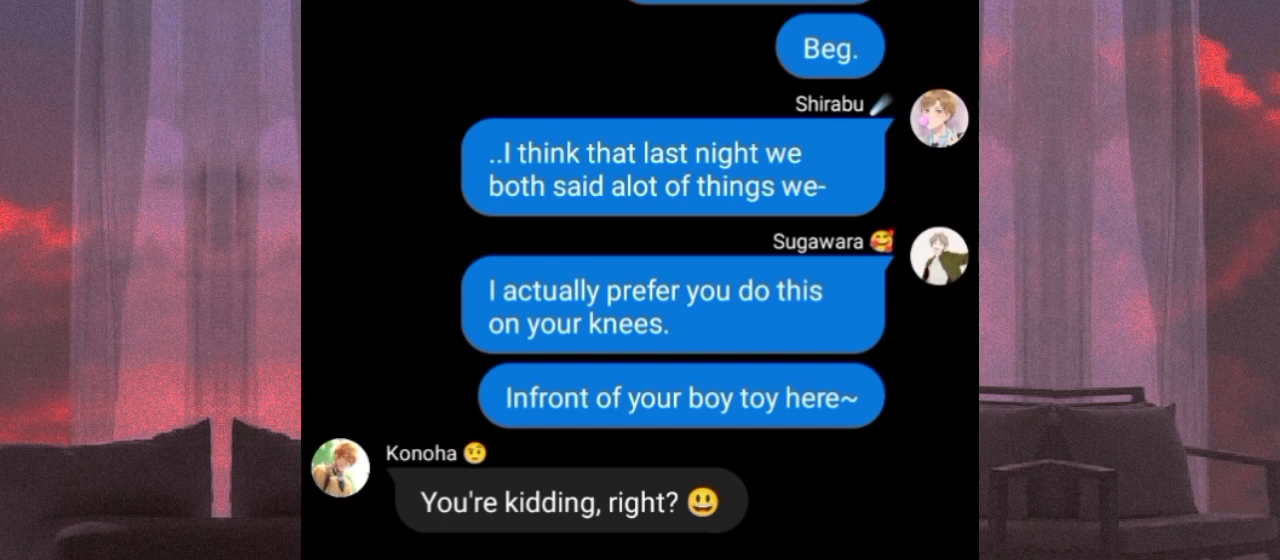 Beg.
Shirabu ☄️
..I think that last night we
both said alot of things we-
Sugawara 🥰
I actually prefer you do this
on your knees.
Infront of your boy toy here~
Konoha 🤨
You're kidding, right? 😃